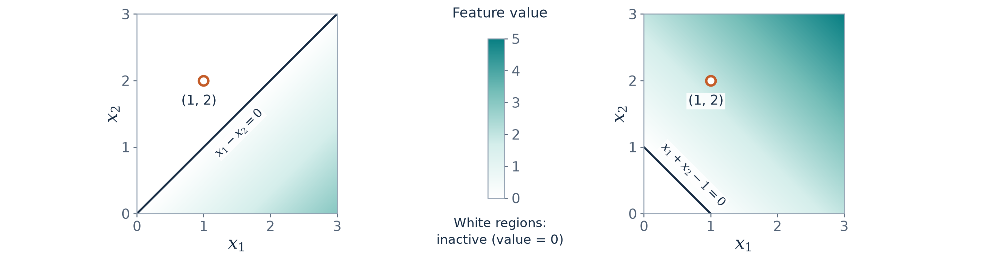 3
2
1
0
0 1 2 3
x₂
x₁
(1, 2)
x₁ − x₂ = 0
Feature value
5
4
3
2
1
0
White regions:
inactive (value = 0)
3
2
1
0
0 1 2 3
x₂
x₁
(1, 2)
x₁ + x₂ − 1 = 0